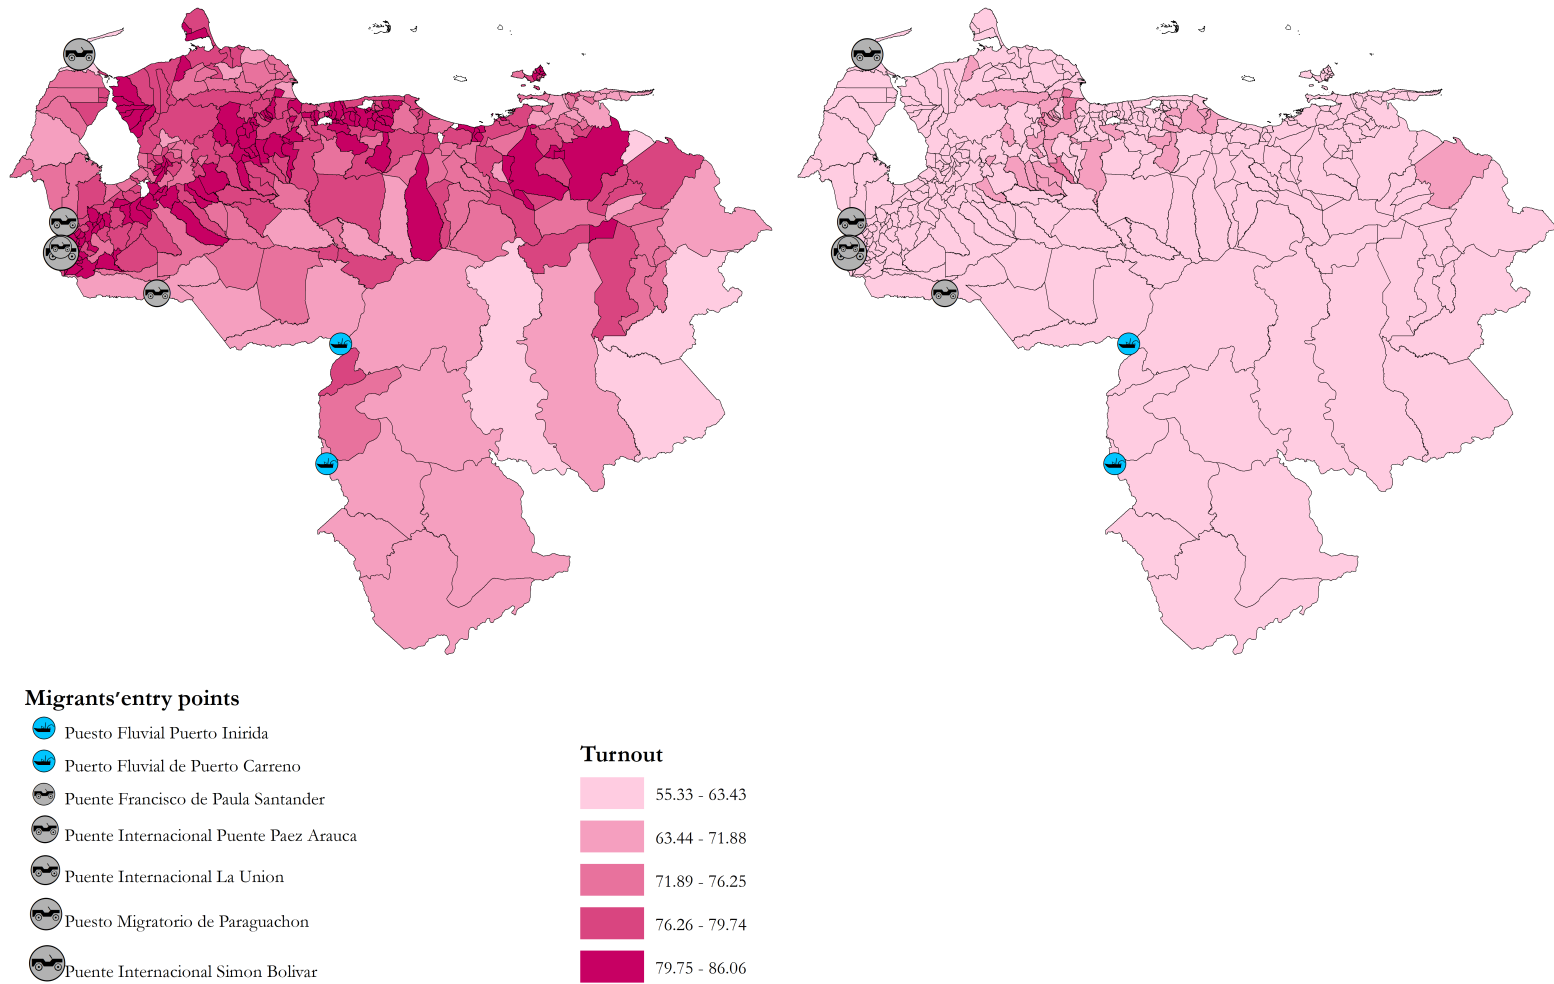 Migrants'entry points
Puesto Fluvial Puerto Inirida
Puerto Fluvial de Puerto Carreno
Puente Francisco de Paula Santander
Puente Internacional Puente Paez Arauca
Puente Internacional La Union
Puesto Migratorio de Paraguachon
Puente Internacional Simon Bolivar
Turnout
55.33 - 63.43
63.44 - 71.88
71.89 - 76.25
76.26 - 79.74
79.75 - 86.06